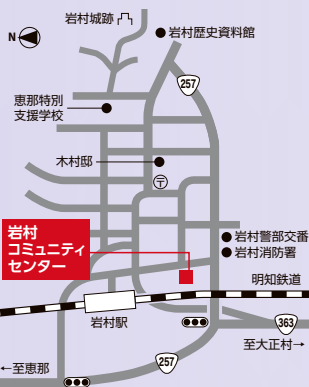 岩村城跡
岩村歴史資料館
N
257
恵那特別
支援学校
木村邸
〒
岩村
コミュニティ
センター
岩村警部交番
岩村消防署
明知鉄道
岩村駅
363
至大正村→
←至恵那
257